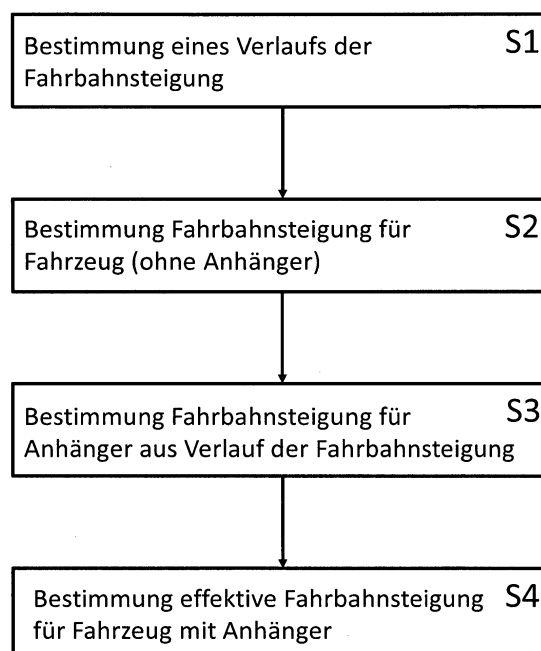 Bestimmung eines Verlaufs der S1
Fahrbahnsteigung
Bestimmung Fahrbahnsteigung für S2
Fahrzeug (ohne Anhänger)
Bestimmung Fahrbahnsteigung für S3
Anhänger aus Verlauf der Fahrbahnsteigung
Bestimmung effektive Fahrbahnsteigung S4
für Fahrzeug mit Anhänger